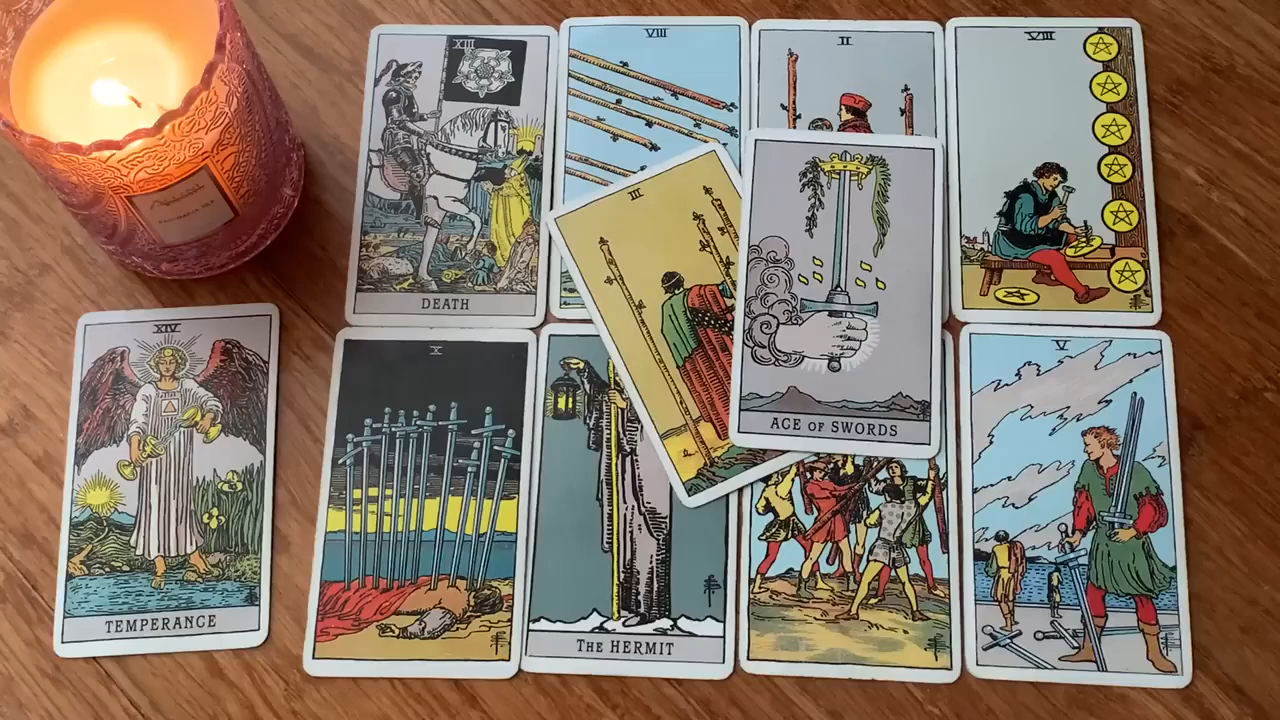 XIII
DEATH
VIII
II
VIII
III
ACE OF SWORDS
XIV
TEMPERANCE
X
THE HERMIT
V